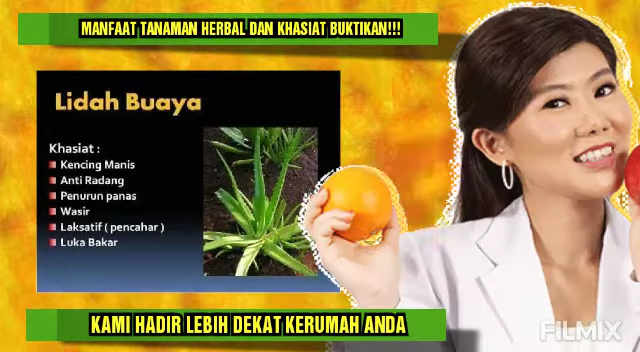 MANFAAT TANAMAN HERBAL DAN KHASIAT BUKTIKAN!!!
Lidah Buaya
Khasiat :
Kencing Manis
Anti Radang
Penurun panas
Wasir
Laksatif ( pencahar )
Luka Bakar
KAMI HADIR LEBIH DEKAT KERUMAH ANDA
FILMIX